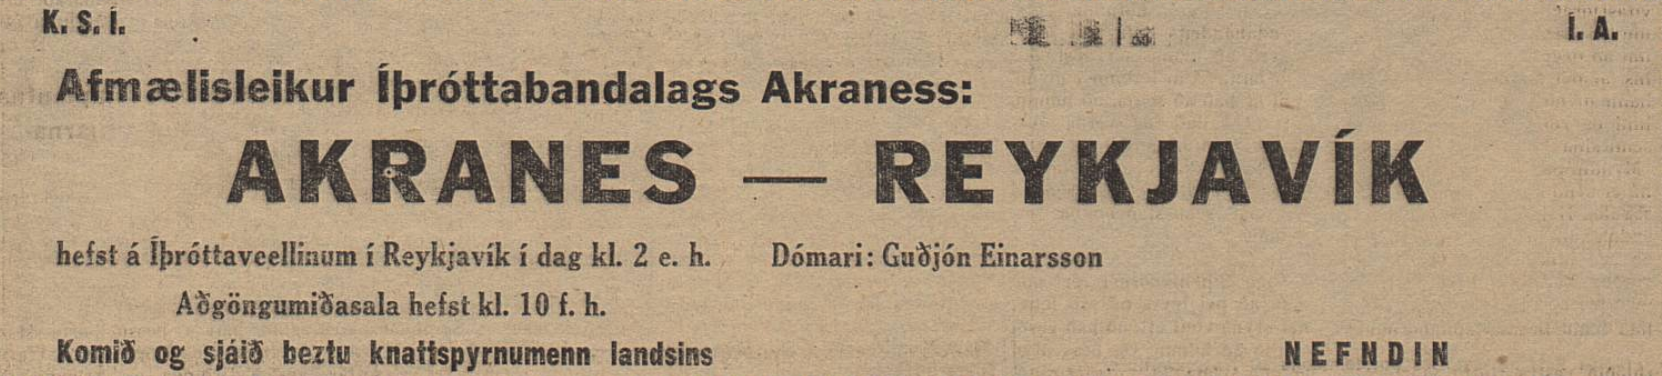 K. S. Í.
Í. A.
Afmælisleikur Íþróttabandalags Akraness:
AKRANES — REYKJAVÍK
hefst á Íþróttaveellinum í Reykjavík í dag kl. 2 e. h. Dómari: Guðjón Einarsson
Aðgöngumiðasala hefst kl. 10 f. h.
Komið og sjáið beztu knattspyrnumenn landsins
NEFNDIN